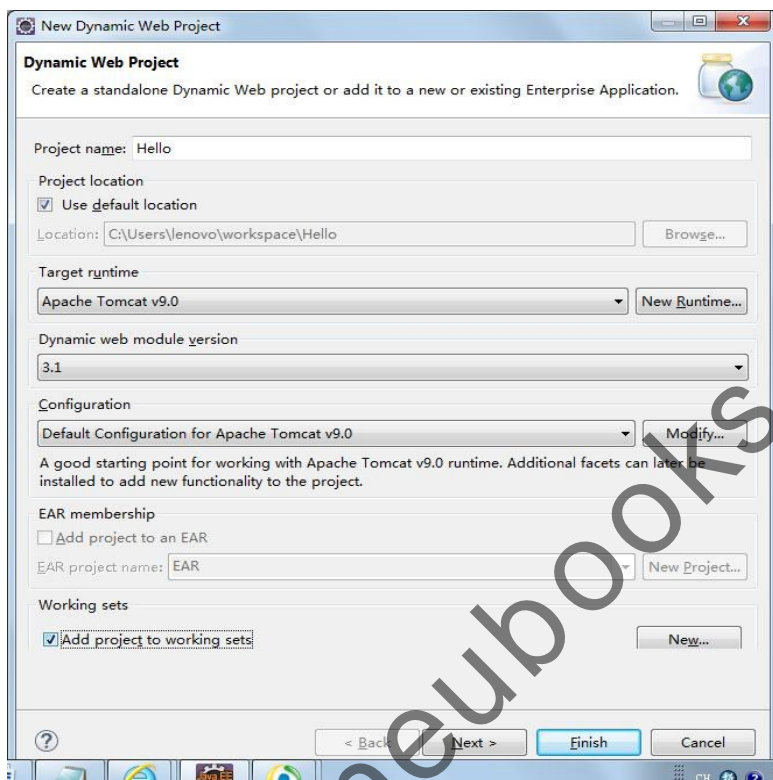 New Dynamic Web Project
Dynamic Web Project
Create a standalone Dynamic Web project or add it to a new or existing Enterprise Application.
Project name: Hello
Project location
Use default location
Location: C:\Users\lenovo\workspace\Hello Browse...
Target runtime
Apache Tomcat v9.0 New Runtime...
Dynamic web module version
3.1
Configuration
Default Configuration for Apache Tomcat v9.0 Modify...
A good starting point for working with Apache Tomcat v9.0 runtime. Additional facets can later be
installed to add new functionality to the project.
EAR membership
Add project to an EAR
EAR project name: EAR New Project...
Working sets
Add project to working sets New...
? < Back Next > Finish Cancel
Java EE CH ?
neubooks